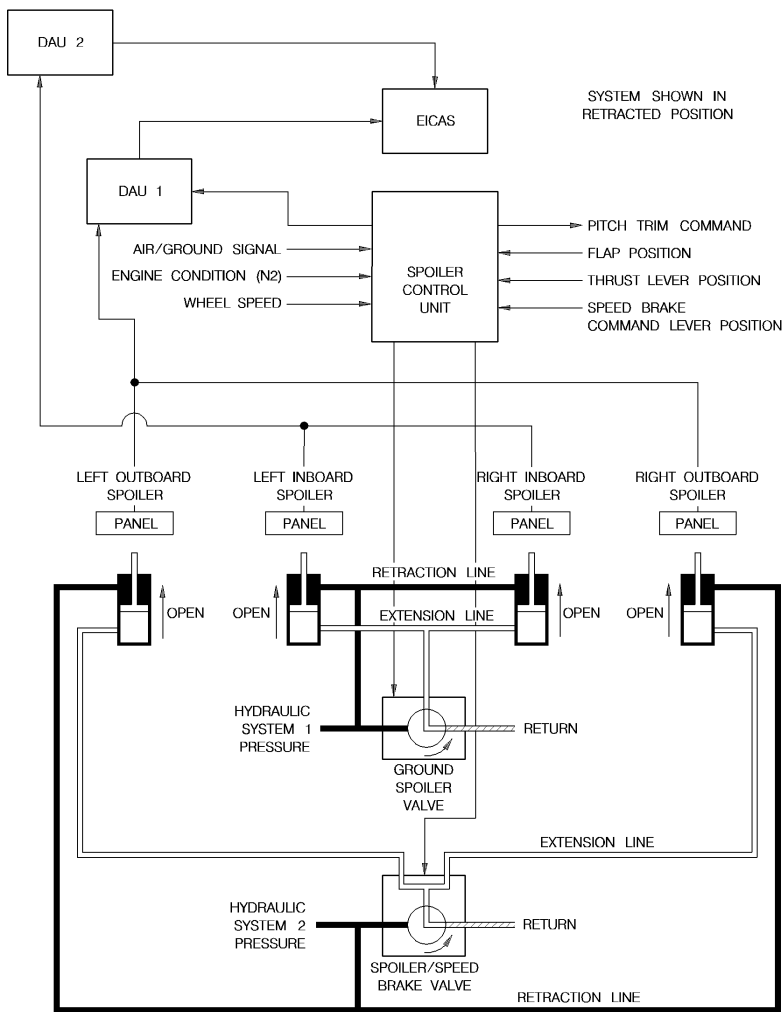 DAU 2
EICAS
SYSTEM SHOWN IN
RETRACTED POSITION
DAU 1
AIR/GROUND SIGNAL
ENGINE CONDITION (N2)
WHEEL SPEED
SPOILER
CONTROL
UNIT
PITCH TRIM COMMAND
FLAP POSITION
THRUST LEVER POSITION
SPEED BRAKE
COMMAND LEVER POSITION
LEFT OUTBOARD
SPOILER
PANEL
LEFT INBOARD
SPOILER
PANEL
RIGHT INBOARD
SPOILER
PANEL
RIGHT OUTBOARD
SPOILER
PANEL
RETRACTION LINE
OPEN
OPEN
EXTENSION LINE
OPEN
OPEN
HYDRAULIC
SYSTEM 1
PRESSURE
RETURN
GROUND
SPOILER
VALVE
EXTENSION LINE
HYDRAULIC
SYSTEM 2
PRESSURE
RETURN
SPOILER/SPEED
BRAKE VALVE
RETRACTION LINE